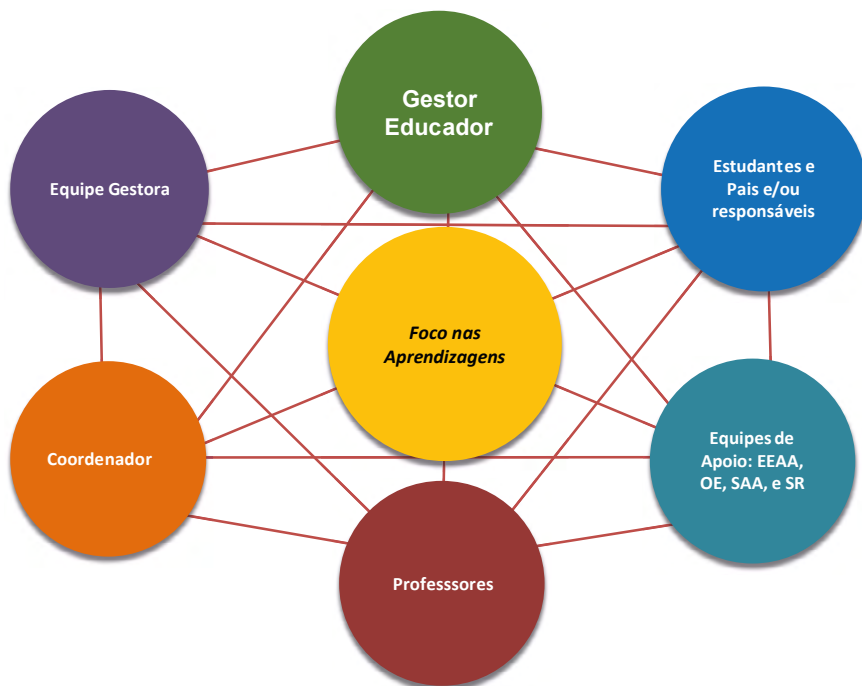 Gestor
Educador
Equipe Gestora
Estudantes e
Pais e/ou
responsáveis
Foco nas
Aprendizagens
Coordenador
Equipes de
Apoio: EEAA,
OE, SAA, e SR
Professsores